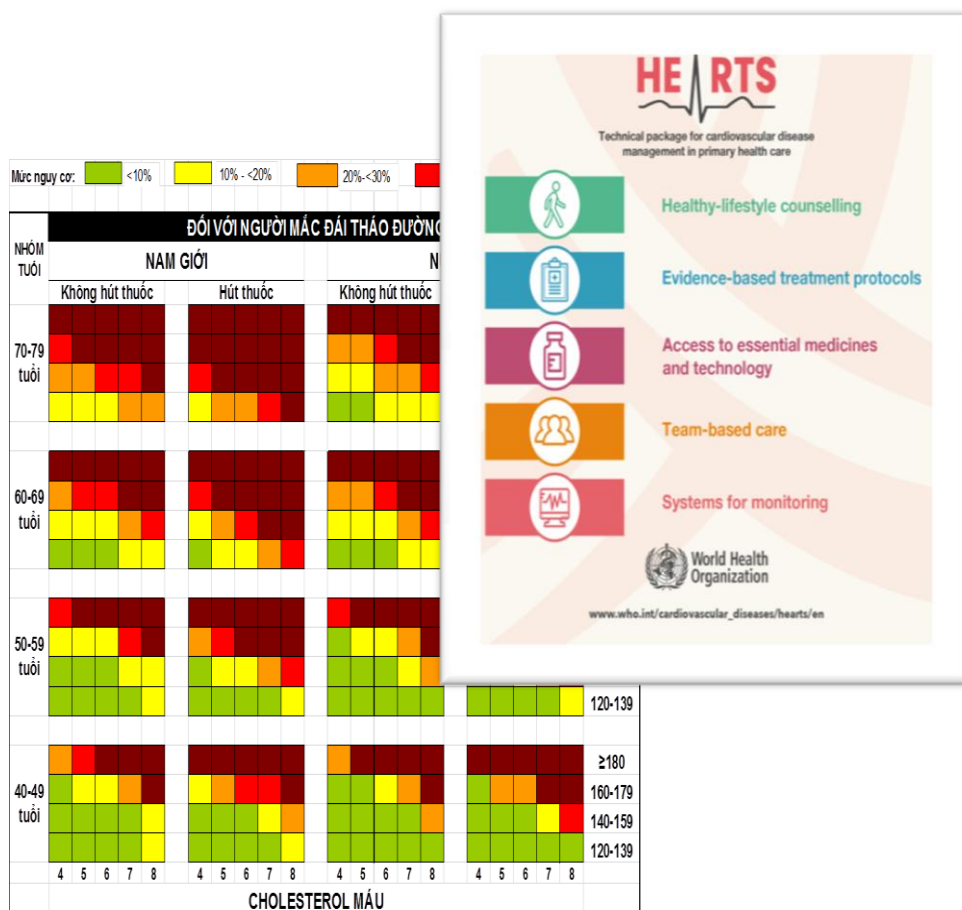 HEARTS
Technical package for cardiovascular disease
management in primary health care
Healthy-lifestyle counselling
Evidence-based treatment protocols
Access to essential medicines
and technology
Team-based care
Systems for monitoring
World Health
Organization
www.who.int/cardiovascular_diseases/hearts/en
Mức nguy cơ: <10% 10% - <20% 20%-<30%
ĐỐI VỚI NGƯỜI MẮC ĐÁI THÁO ĐƯỜNG
NHÓM
TUỔI
NAM GIỚI
Không hút thuốc Hút thuốc Không hút thuốc
70-79
tuổi
60-69
tuổi
50-59
tuổi
120-139
40-49
tuổi
≥180
160-179
140-159
120-139
4 5 6 7 8 4 5 6 7 8 4 5 6 7 8 4 5 6 7 8
CHOLESTEROL MÁU